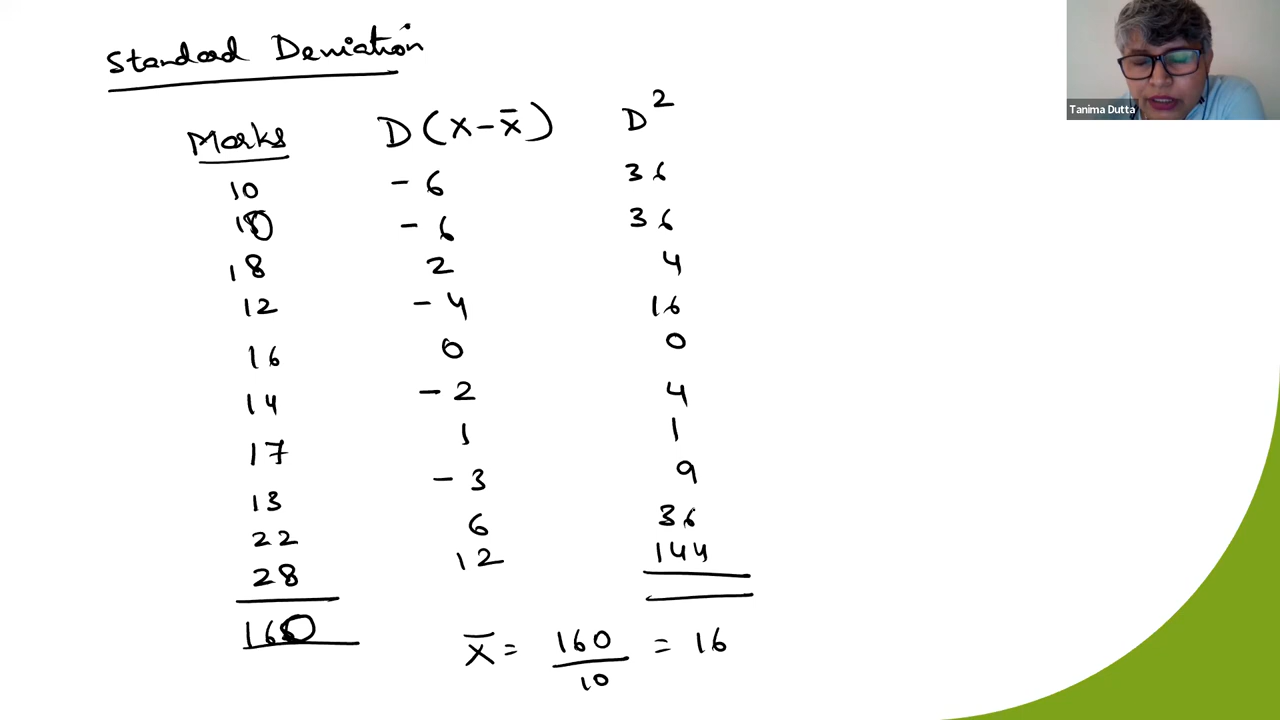 Standard Deviation
Marks D (X - X̄) D²
10 - 6 36
10 - 6 36
18 2 4
12 - 4 16
16 0 0
14 - 2 4
17 1 1
13 - 3 9
22 6 36
28 12 144
160
X̄ = 160/10 = 16
Tanima Dutta